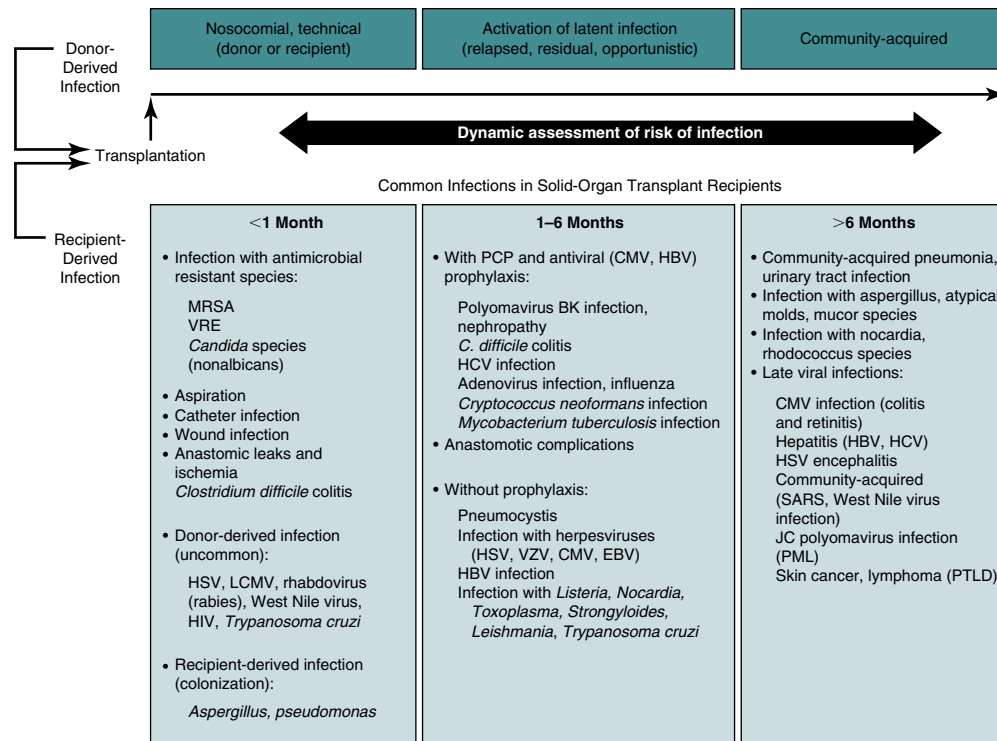 Donor-
Derived
Infection
Nosocomial, technical
(donor or recipient)
Activation of latent infection
(relapsed, residual, opportunistic)
Community-acquired
Dynamic assessment of risk of infection
Transplantation
Recipient-
Derived
Infection
Common Infections in Solid-Organ Transplant Recipients
<1 Month
• Infection with antimicrobial
resistant species:
MRSA
VRE
Candida species
(nonalbicans)
• Aspiration
• Catheter infection
• Wound infection
• Anastomic leaks and
ischemia
Clostridium difficile colitis
• Donor-derived infection
(uncommon):
HSV, LCMV, rhabdovirus
(rabies), West Nile virus,
HIV, Trypanosoma cruzi
• Recipient-derived infection
(colonization):
Aspergillus, pseudomonas
1–6 Months
• With PCP and antiviral (CMV, HBV)
prophylaxis:
Polyomavirus BK infection,
nephropathy
C. difficile colitis
HCV infection
Adenovirus infection, influenza
Cryptococcus neoformans infection
Mycobacterium tuberculosis infection
• Anastomotic complications
• Without prophylaxis:
Pneumocystis
Infection with herpesviruses
(HSV, VZV, CMV, EBV)
HBV infection
Infection with Listeria, Nocardia,
Toxoplasma, Strongyloides,
Leishmania, Trypanosoma cruzi
>6 Months
• Community-acquired pneumonia,
urinary tract infection
• Infection with aspergillus, atypical
molds, mucor species
• Infection with nocardia,
rhodococcus species
• Late viral infections:
CMV infection (colitis
and retinitis)
Hepatitis (HBV, HCV)
HSV encephalitis
Community-acquired
(SARS, West Nile virus
infection)
JC polyomavirus infection
(PML)
Skin cancer, lymphoma (PTLD)